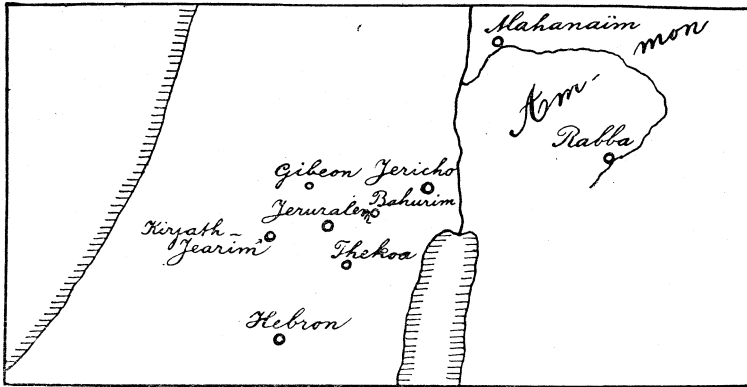 Mahanaïm
Am-
mon
Rabba
Gibeon
Jericho
Jerusalem
Bahurim
Kirjath-
Jearim
Thekoa
Hebron